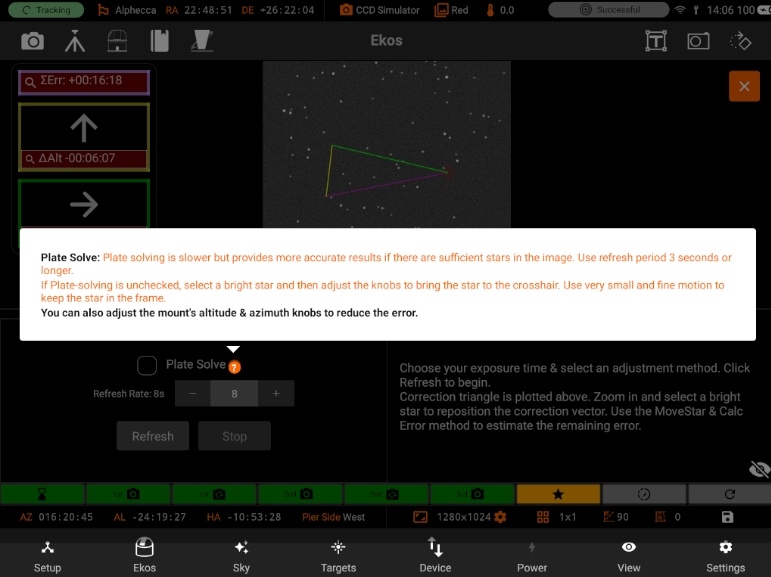 Tracking Alphecca RA 22:48:51 DE +26:22:04 CCD Simulator Red 0.0 Successful 14:06 100
Ekos
ΣErr: +00:16:18
ΔAlt -00:06:07
Plate Solve: Plate solving is slower but provides more accurate results if there are sufficient stars in the image. Use refresh period 3 seconds or
longer.
If Plate-solving is unchecked, select a bright star and then adjust the knobs to bring the star to the crosshair. Use very small and fine motion to
keep the star in the frame.
You can also adjust the mount's altitude & azimuth knobs to reduce the error.
Plate Solve ?
Refresh Rate: 8s − 8 +
Refresh Stop
Choose your exposure time & select an adjustment method. Click
Refresh to begin.
Correction triangle is plotted above. Zoom in and select a bright
star to reposition the correction vector. Use the MoveStar & Calc
Error method to estimate the remaining error.
1st 1st 2nd 2nd 3rd
AZ 016:20:45 AL -24:19:27 HA -10:53:28 Pier Side West 1280x1024 1x1 90 0
Setup Ekos Sky Targets Device Power View Settings